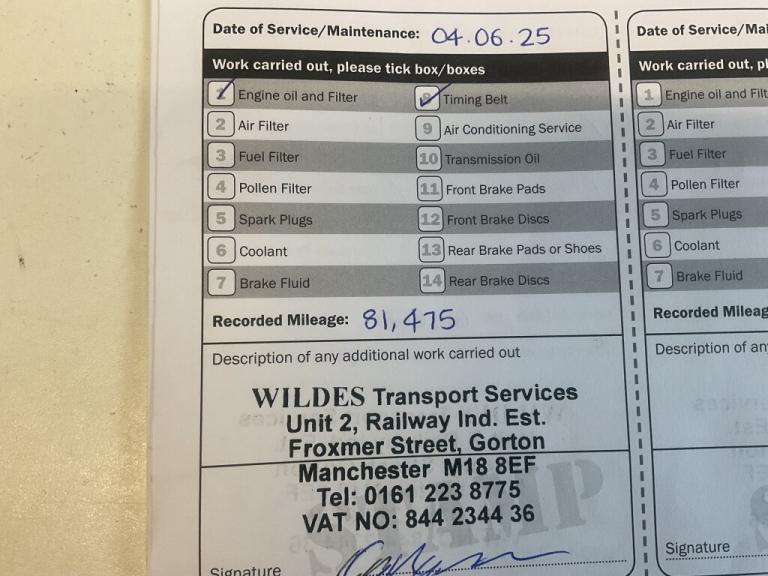 Date of Service/Maintenance: 04.06.25
Work carried out, please tick box/boxes
1 Engine oil and Filter
2 Air Filter
3 Fuel Filter
4 Pollen Filter
5 Spark Plugs
6 Coolant
7 Brake Fluid
8 Timing Belt
9 Air Conditioning Service
10 Transmission Oil
11 Front Brake Pads
12 Front Brake Discs
13 Rear Brake Pads or Shoes
14 Rear Brake Discs
Recorded Mileage: 81,475
Description of any additional work carried out
WILDES Transport Services
Unit 2, Railway Ind. Est.
Froxmer Street, Gorton
Manchester M18 8EF
Tel: 0161 223 8775
VAT NO: 844 2344 36
STAMP
Signature
Date of Service/Mai
Work carried out, pl
1 Engine oil and Filt
2 Air Filter
3 Fuel Filter
4 Pollen Filter
5 Spark Plugs
6 Coolant
7 Brake Fluid
Recorded Mileag
Description of an
Signature